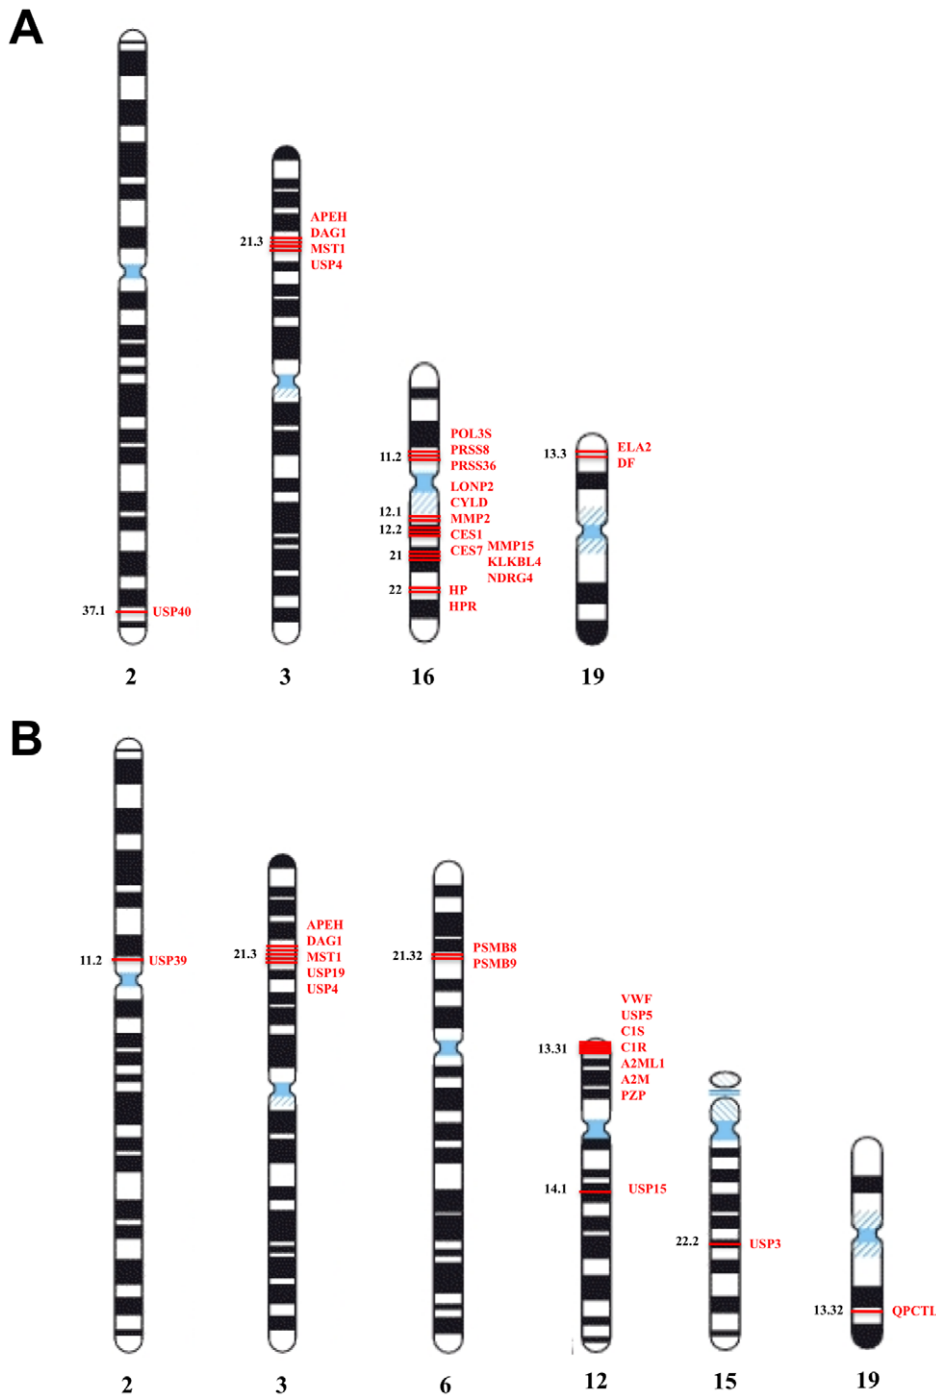 A
21.3
APEH
DAG1
MST1
USP4
11.2
POL3S
PRSS8
PRSS36
LONP2
CYLD
12.1
MMP2
12.2
CES1
CES7
21
MMP15
KLKBL4
NDRG4
22
HP
HPR
13.3
ELA2
DF
37.1
USP40
2
3
16
19
B
11.2
USP39
21.3
APEH
DAG1
MST1
USP19
USP4
21.32
PSMB8
PSMB9
13.31
VWF
USP5
C1S
C1R
A2ML1
A2M
PZP
14.1
USP15
22.2
USP3
13.32
QPCTL
2
3
6
12
15
19